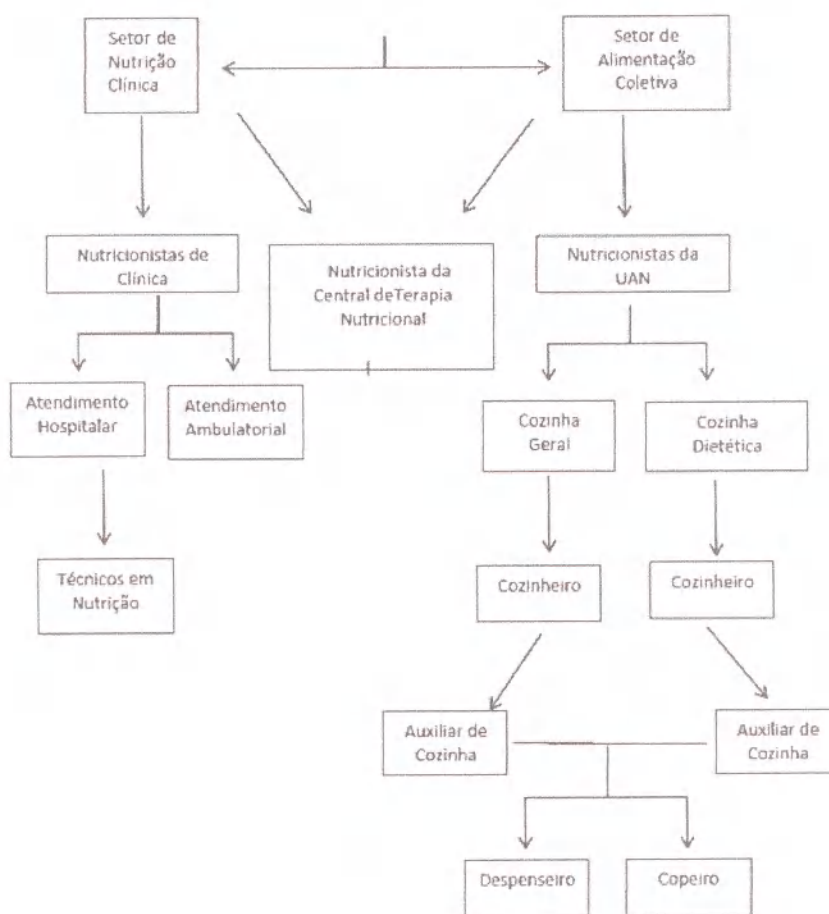 Setor de
Nutrição
Clínica
Setor de
Alimentação
Coletiva
Nutricionistas de
Clínica
Nutricionista da
Central deTerapia
Nutricional
Nutricionistas da
UAN
Atendimento
Hospitalar
Atendimento
Ambulatorial
Cozinha
Geral
Cozinha
Dietética
Técnicos em
Nutrição
Cozinheiro
Cozinheiro
Auxiliar de
Cozinha
Auxiliar de
Cozinha
Despenseiro
Copeiro